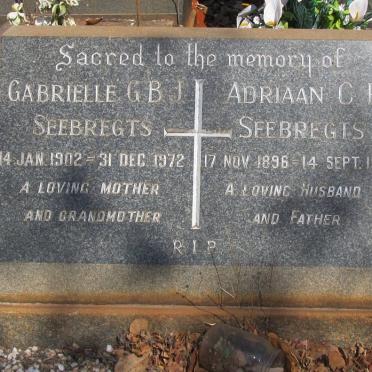 Sacred to the memory of
GABRIELLE G.B.J. ADRIAAN C.
SEEBREGTS SEEBREGTS
14 JAN. 1902 – 31 DEC. 1972 17 NOV 1896 – 14 SEPT.
A LOVING MOTHER A LOVING HUSBAND
AND GRANDMOTHER AND FATHER
R.I.P.